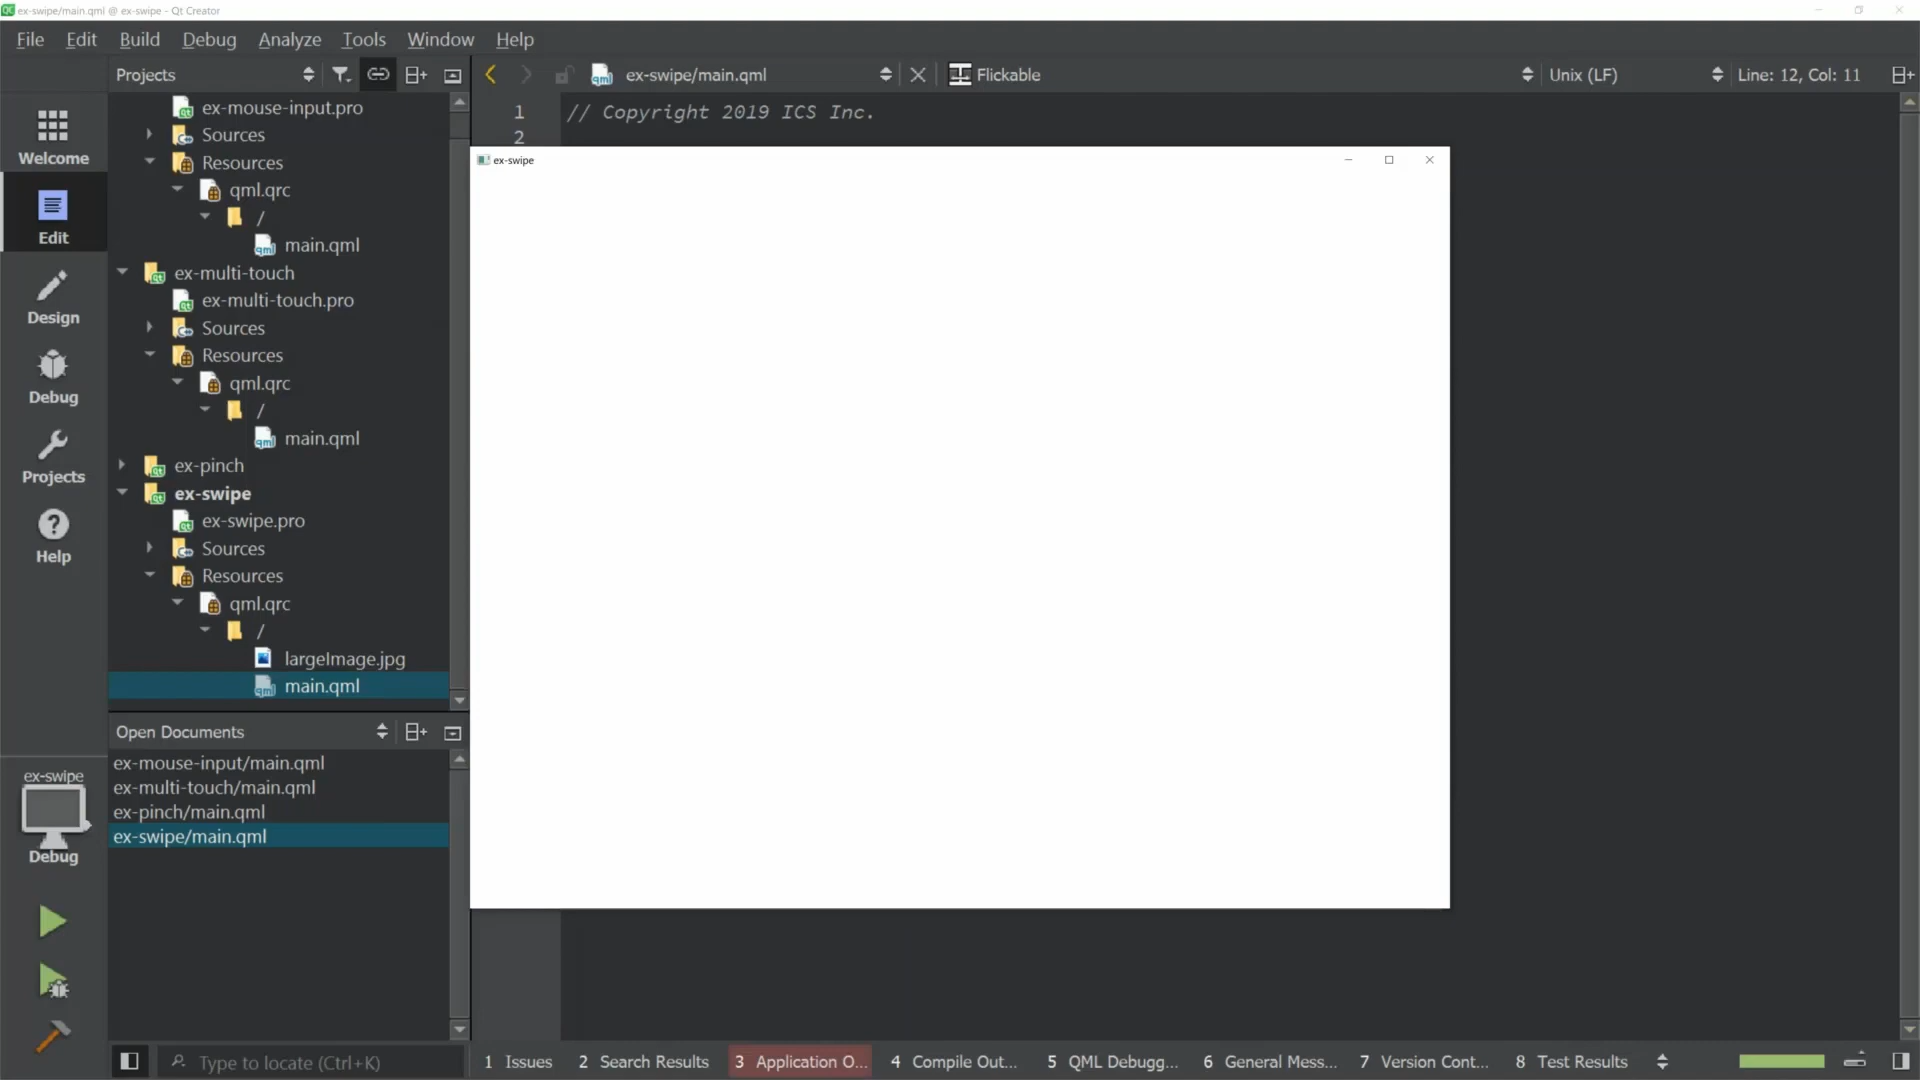 ex-swipe/main.qml @ ex-swipe - Qt Creator
File Edit Build Debug Analyze Tools Window Help
Projects
ex-swipe/main.qml
Flickable
Unix (LF)
Line: 12, Col: 11
ex-mouse-input.pro
Sources
Resources
qml.qrc
/
main.qml
ex-multi-touch
ex-multi-touch.pro
Sources
Resources
qml.qrc
/
main.qml
ex-pinch
ex-swipe
ex-swipe.pro
Sources
Resources
qml.qrc
/
largeImage.jpg
main.qml
Welcome
Edit
Design
Debug
Projects
Help
1 // Copyright 2019 ICS Inc.
2
ex-swipe
Open Documents
ex-mouse-input/main.qml
ex-multi-touch/main.qml
ex-pinch/main.qml
ex-swipe/main.qml
ex-swipe
Debug
Type to locate (Ctrl+K)
1 Issues 2 Search Results 3 Application O... 4 Compile Out... 5 QML Debugg... 6 General Mess... 7 Version Cont... 8 Test Results